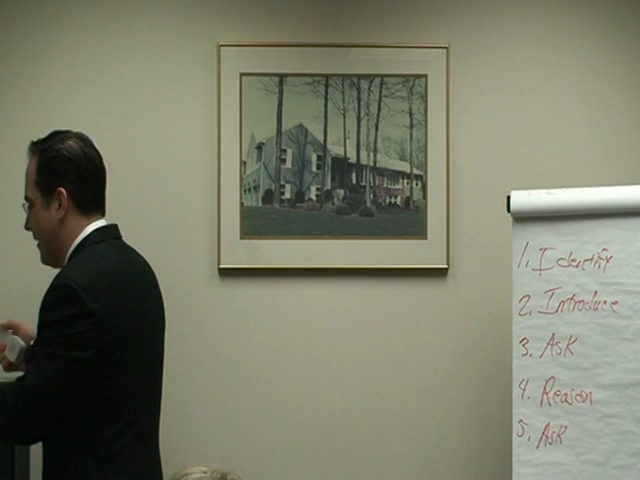 1. Identify
2. Introduce
3. Ask
4. Reason
5. Ask